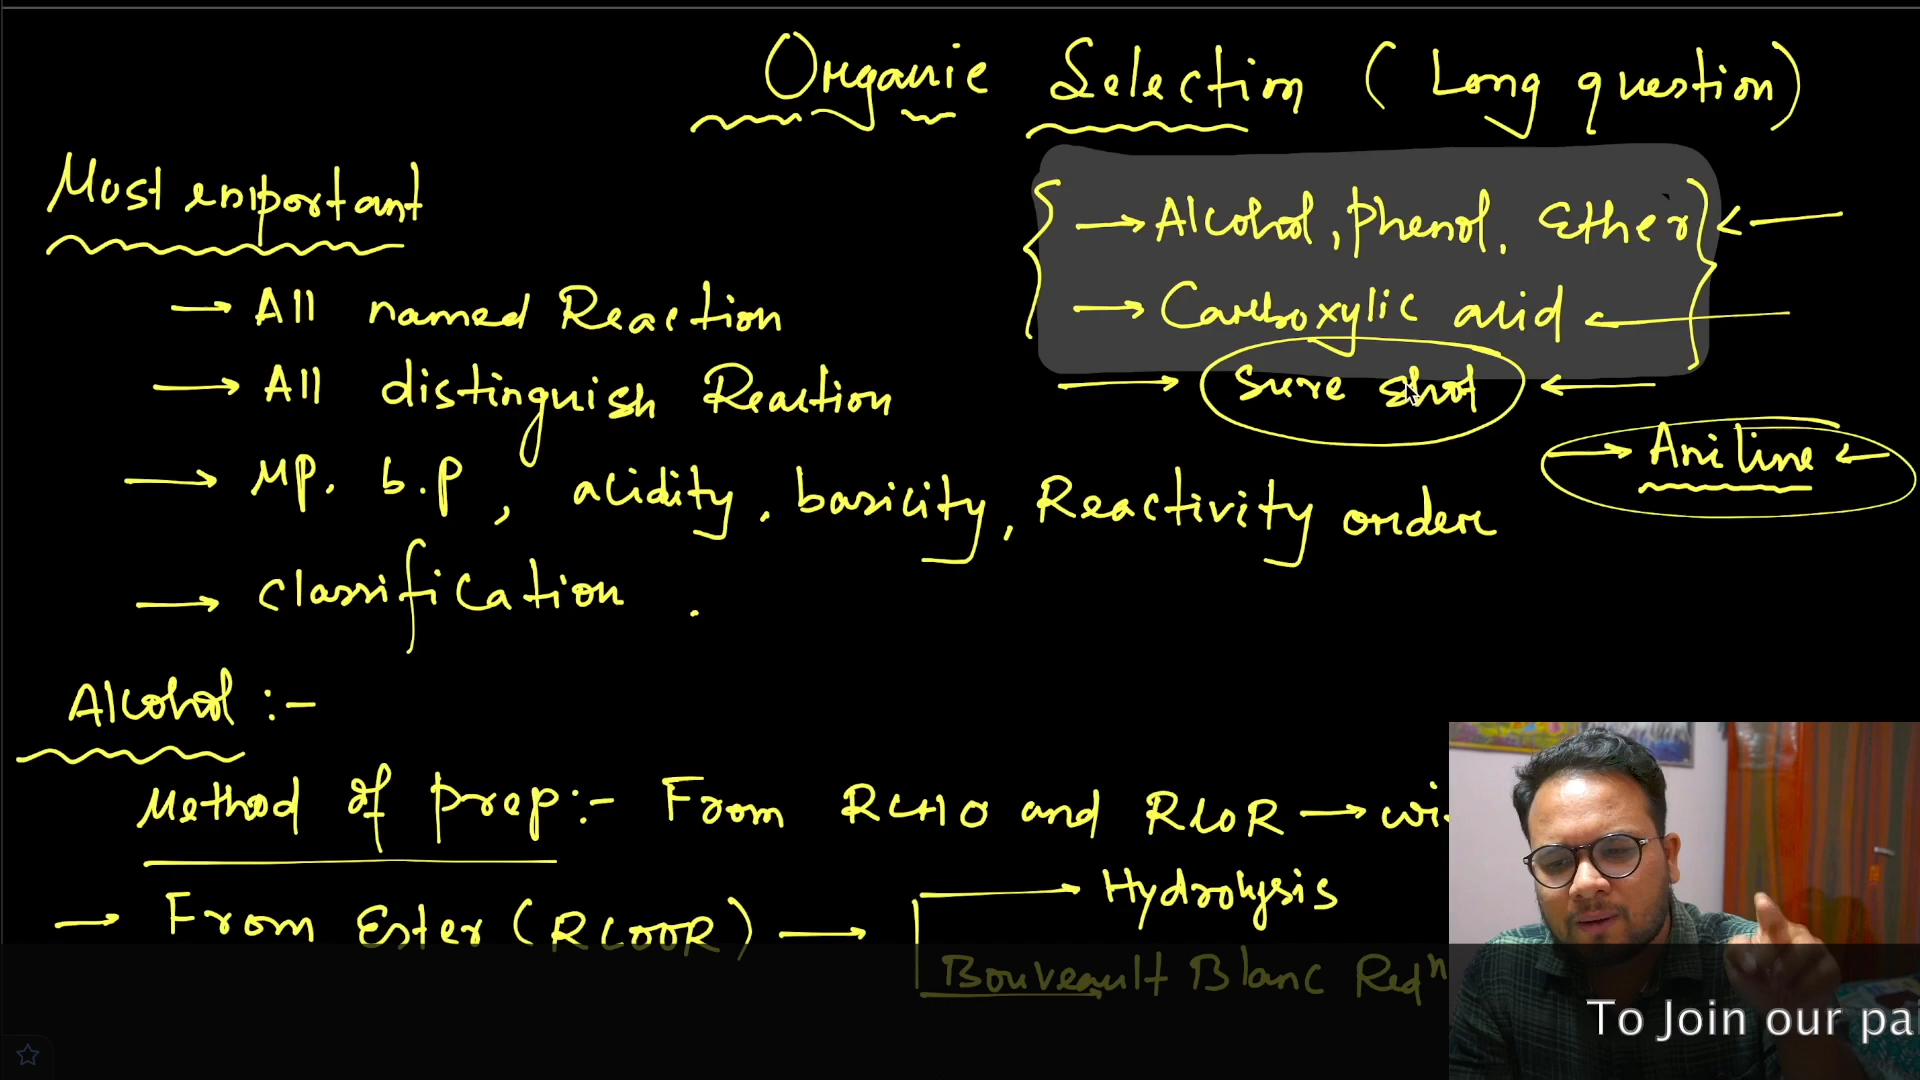 Organic Selection (Long question)
Most important
→ Alcohol, phenol, Ether ←
→ Carboxylic acid ←
→ All named Reaction
→ sure shot ←
→ All distinguish Reaction
→ Aniline ←
→ MP. b.p, acidity, basicity, Reactivity order
→ classification.
Alcohol :-
Method of prep:- From RCHO and RCOR →
→ From Ester (RCOOR) → Hydrolysis
Bouveault Blanc Redⁿ
To Join our pai